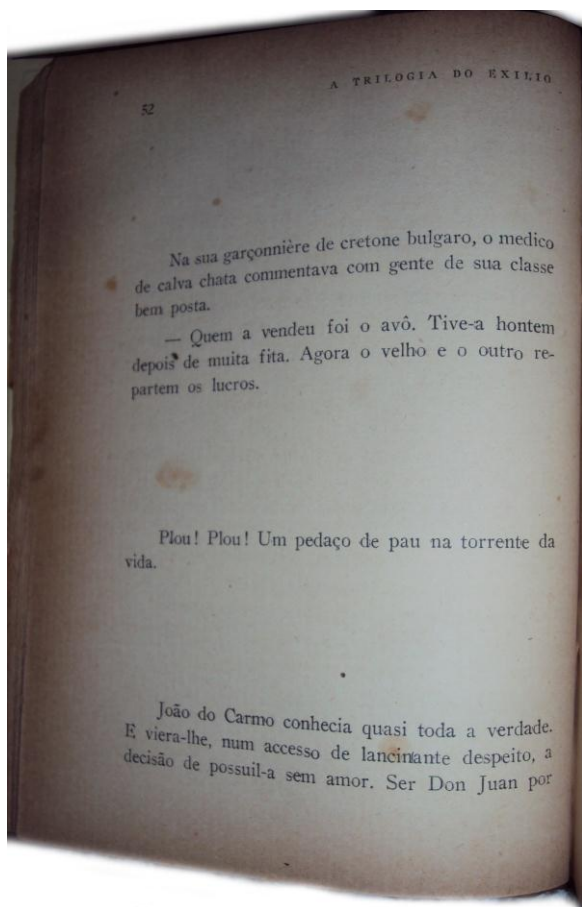 A TRILOGIA DO EXILIO
52
Na sua garçonnière de cretone bulgaro, o medico
de calva chata commentava com gente de sua classe
bem posta.
— Quem a vendeu foi o avô. Tive-a hontem
depois de muita fita. Agora o velho e o outro re-
partem os lucros.
Plou! Plou! Um pedaço de pau na torrente da
vida.
João do Carmo conhecia quasi toda a verdade.
E viera-lhe, num accesso de lancinante despeito, a
decisão de possuil-a sem amor. Ser Don Juan por